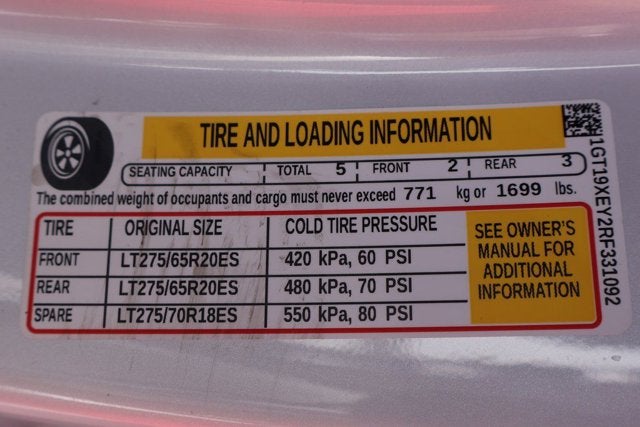 TIRE AND LOADING INFORMATION
SEATING CAPACITY TOTAL 5 FRONT 2 REAR 3
The combined weight of occupants and cargo must never exceed 771 kg or 1699 lbs.
TIRE ORIGINAL SIZE COLD TIRE PRESSURE
FRONT LT275/65R20ES 420 kPa, 60 PSI
REAR LT275/65R20ES 480 kPa, 70 PSI
SPARE LT275/70R18ES 550 kPa, 80 PSI
SEE OWNER'S
MANUAL FOR
ADDITIONAL
INFORMATION
1GT19XEY2RF331092